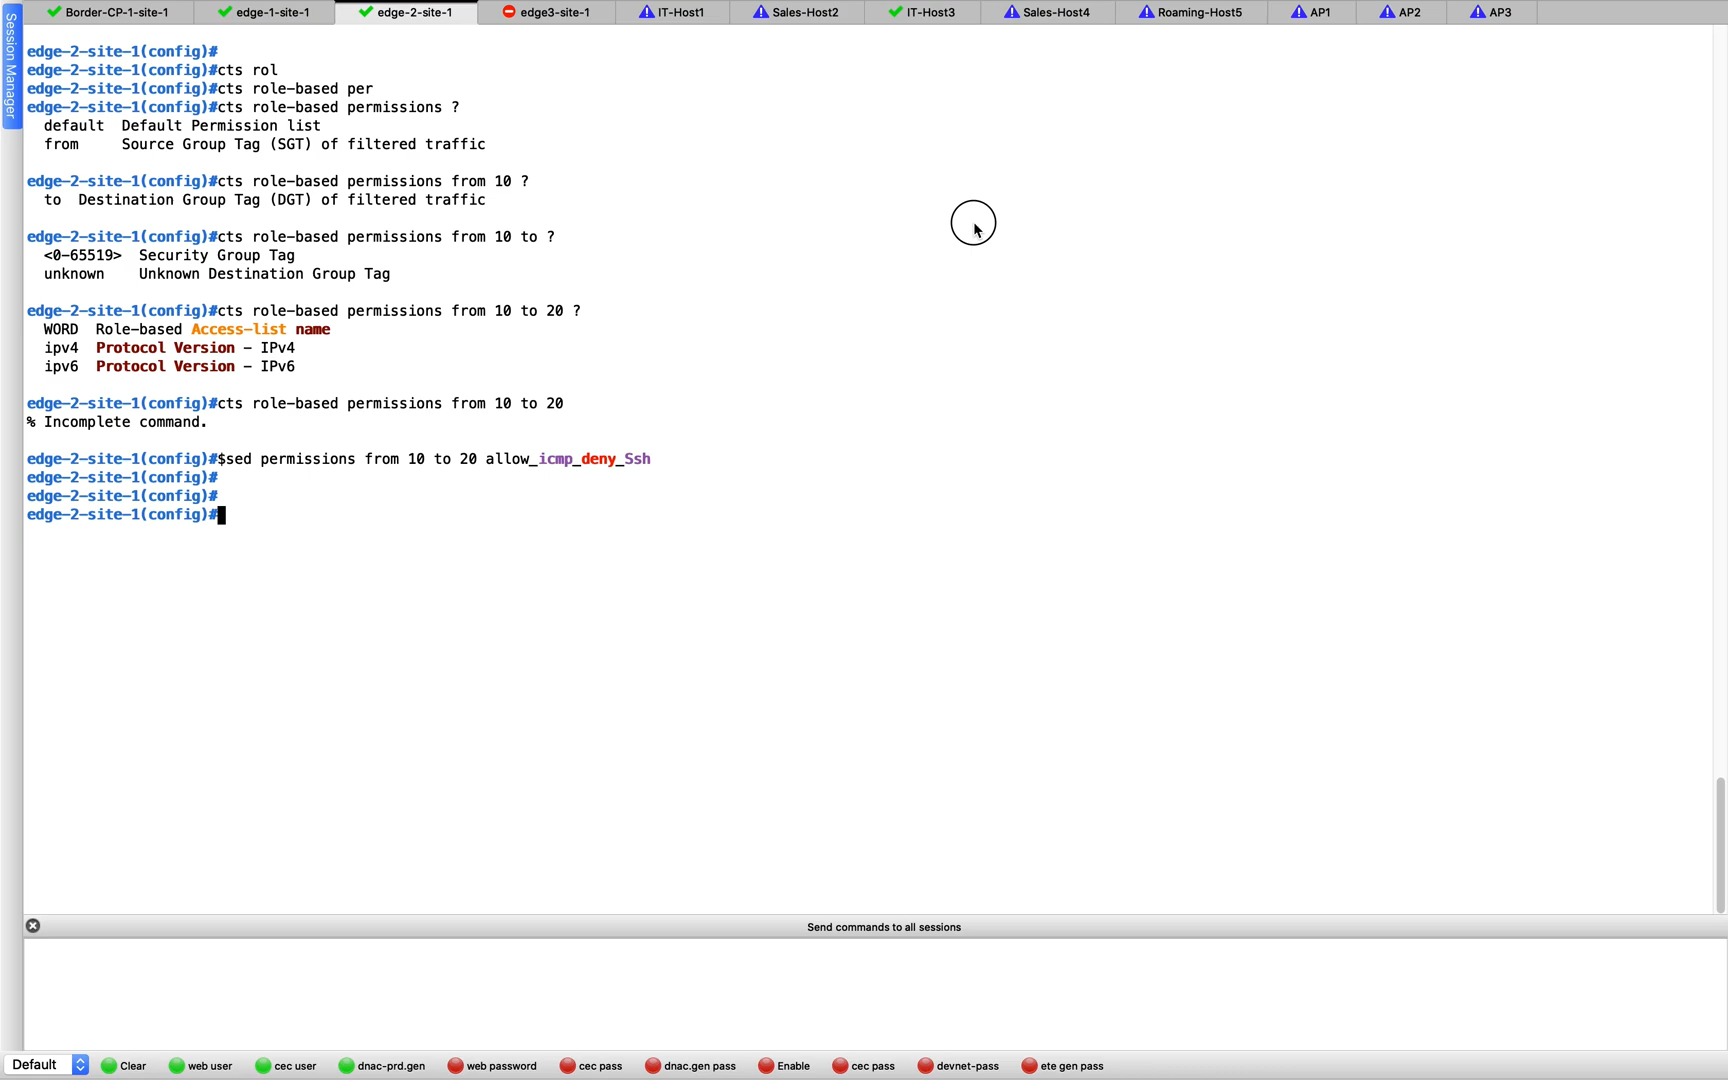 Border-CP-1-site-1 edge-1-site-1 edge-2-site-1 edge3-site-1 IT-Host1 Sales-Host2 IT-Host3 Sales-Host4 Roaming-Host5 AP1 AP2 AP3
Session Manager
edge-2-site-1(config)#
edge-2-site-1(config)#cts rol
edge-2-site-1(config)#cts role-based per
edge-2-site-1(config)#cts role-based permissions ?
default Default Permission list
from Source Group Tag (SGT) of filtered traffic
edge-2-site-1(config)#cts role-based permissions from 10 ?
to Destination Group Tag (DGT) of filtered traffic
edge-2-site-1(config)#cts role-based permissions from 10 to ?
<0-65519> Security Group Tag
unknown Unknown Destination Group Tag
edge-2-site-1(config)#cts role-based permissions from 10 to 20 ?
WORD Role-based Access-list name
ipv4 Protocol Version - IPv4
ipv6 Protocol Version - IPv6
edge-2-site-1(config)#cts role-based permissions from 10 to 20
% Incomplete command.
edge-2-site-1(config)#$sed permissions from 10 to 20 allow_icmp_deny_Ssh
edge-2-site-1(config)#
edge-2-site-1(config)#
edge-2-site-1(config)#
Send commands to all sessions
Default Clear web user cec user dnac-prd.gen web password cec pass dnac.gen pass Enable cec pass devnet-pass ete gen pass